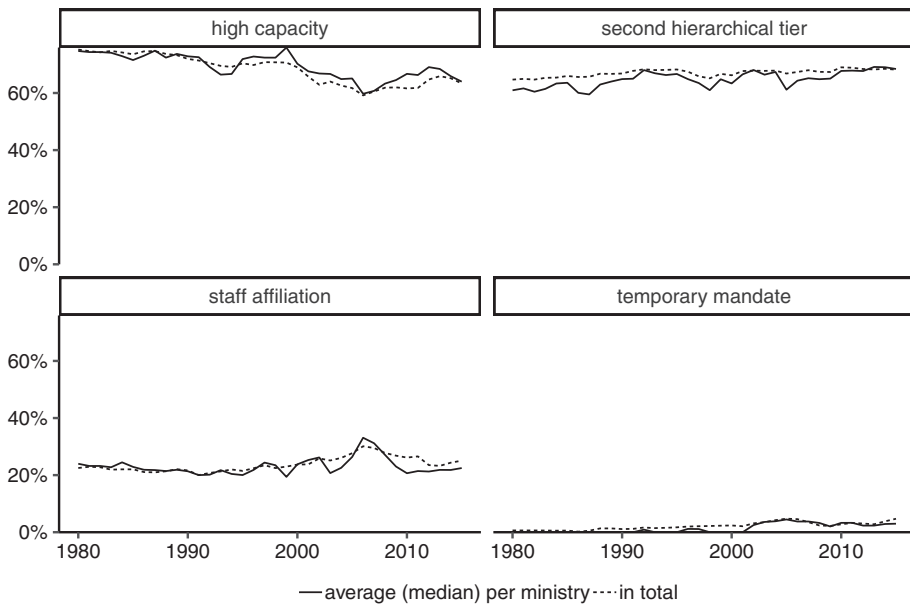 high capacity
second hierarchical tier
60%
40%
20%
0%
staff affiliation
temporary mandate
60%
40%
20%
0%
1980 1990 2000 2010 1980 1990 2000 2010
average (median) per ministry in total